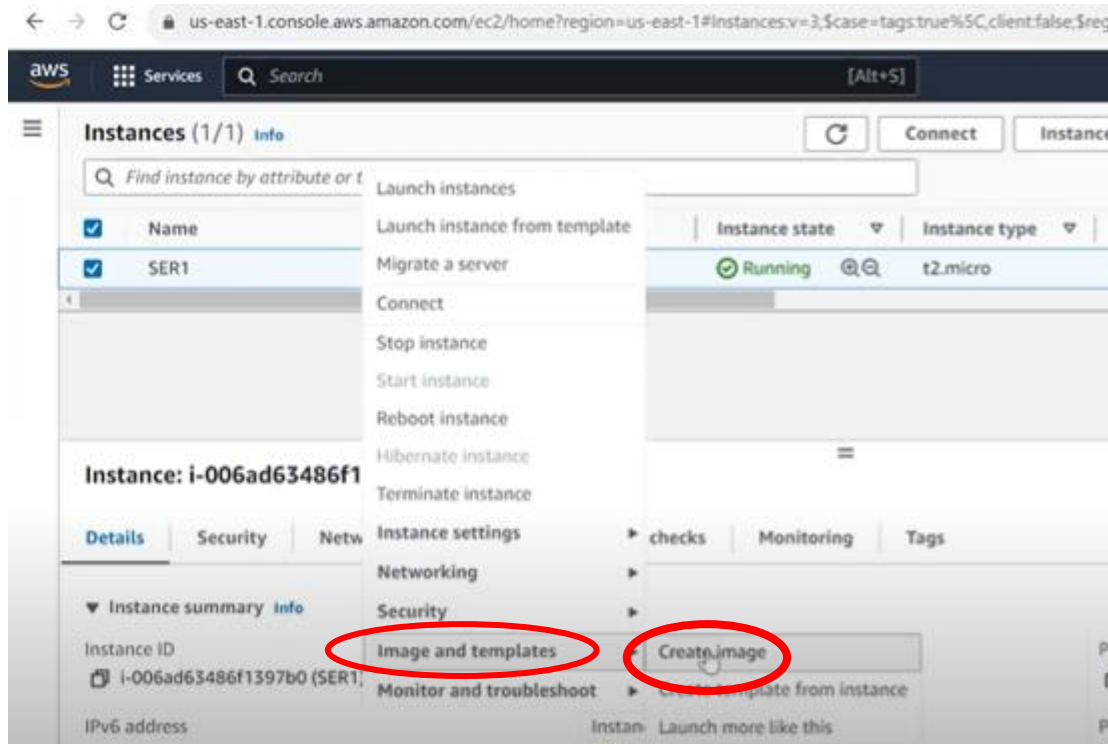 us-east-1.console.aws.amazon.com/ec2/home?region=us-east-1#Instances:v=3;$case=tags:true%5C,client:false;$reg
aws Services Search [Alt+S]
Instances (1/1) Info Connect Instance
Find instance by attribute or t
Launch instances
Name Launch instance from template Instance state Instance type
SER1 Migrate a server Running t2.micro
Connect
Stop instance
Start instance
Reboot instance
Hibernate instance
Instance: i-006ad63486f1
Terminate instance
Details Security Netw Instance settings checks Monitoring Tags
Networking
Instance summary Info Security
Instance ID Image and templates Create image
i-006ad63486f1397b0 (SER1) Monitor and troubleshoot Create template from instance
IPv6 address Instan Launch more like this